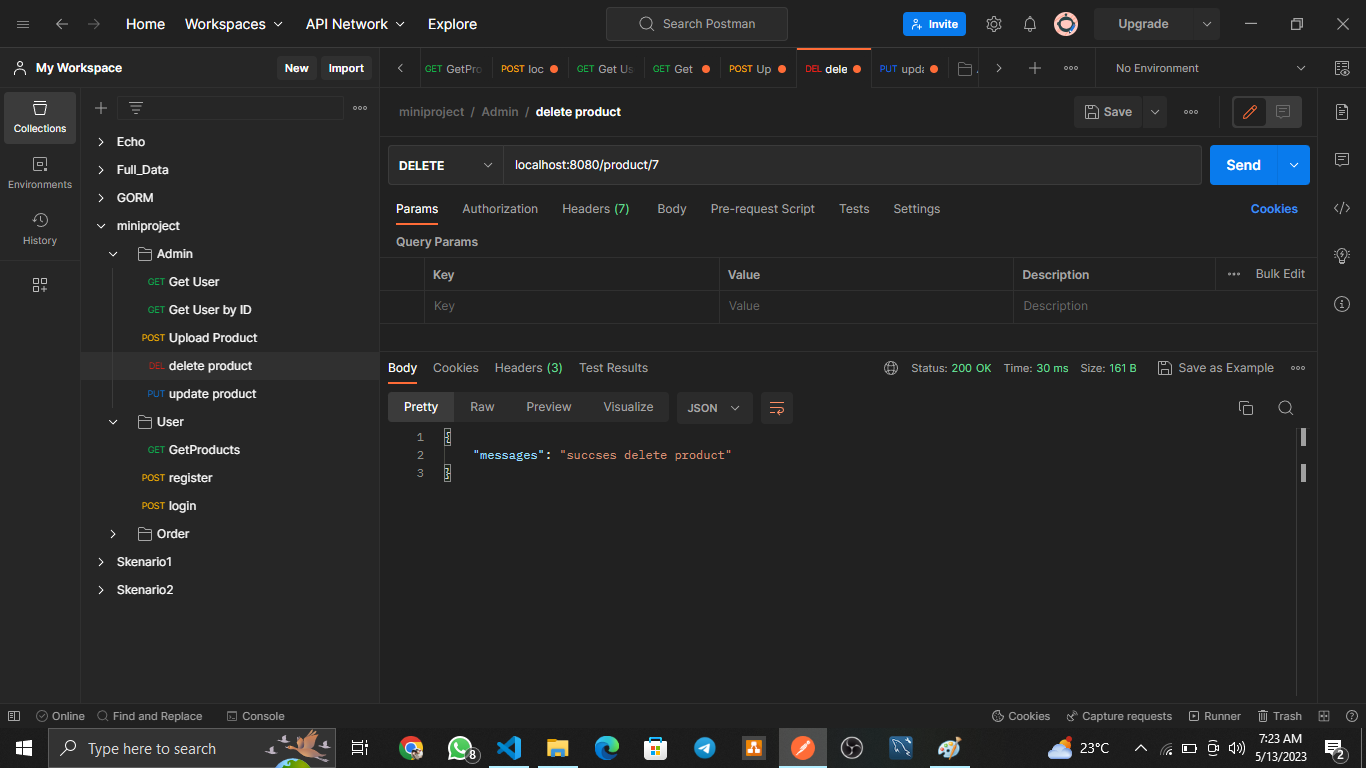 Home Workspaces API Network Explore Search Postman Invite Upgrade
My Workspace New Import
GET GetPro POST loc GET Get Us GET Get POST Up DEL dele PUT upda No Environment
Collections
Environments
History
Echo
Full_Data
GORM
miniproject
Admin
GET Get User
GET Get User by ID
POST Upload Product
DEL delete product
PUT update product
User
GET GetProducts
POST register
POST login
Order
Skenario1
Skenario2
miniproject / Admin / delete product Save
DELETE localhost:8080/product/7 Send
Params Authorization Headers (7) Body Pre-request Script Tests Settings Cookies
Query Params
Key Value Description Bulk Edit
Key Value Description
Body Cookies Headers (3) Test Results Status: 200 OK Time: 30 ms Size: 161 B Save as Example
Pretty Raw Preview Visualize JSON
1 {
2 "messages": "succses delete product"
3 }
Online Find and Replace Console Cookies Capture requests Runner Trash
Type here to search 8 23°C 7:23 AM
5/13/2023 2